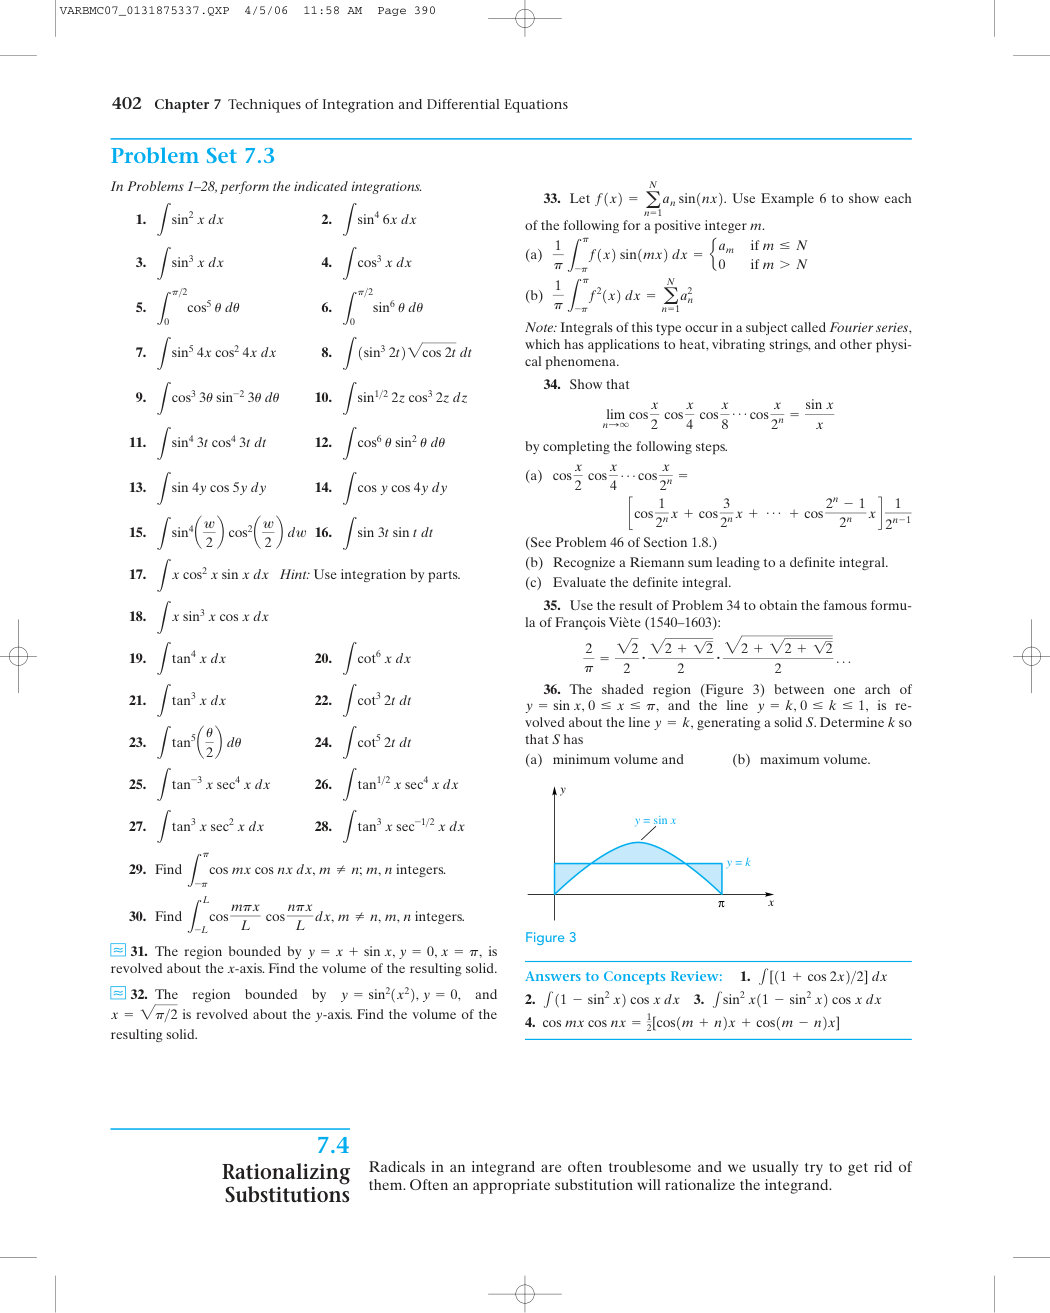 VARBMC07_0131875337.QXP 4/5/06 11:58 AM Page 390
402 Chapter 7 Techniques of Integration and Differential Equations
Problem Set 7.3
In Problems 1–28, perform the indicated integrations.
1. ∫ sin² x dx 2. ∫ sin⁴ 6x dx
3. ∫ sin³ x dx 4. ∫ cos³ x dx
5. ∫₀^{π/2} cos⁵ θ dθ 6. ∫₀^{π/2} sin⁶ θ dθ
7. ∫ sin⁵ 4x cos² 4x dx 8. ∫ (sin³ 2t)√(cos 2t) dt
9. ∫ cos³ 3θ sin⁻² 3θ dθ 10. ∫ sin^{1/2} 2z cos³ 2z dz
11. ∫ sin⁴ 3t cos⁴ 3t dt 12. ∫ cos⁶ θ sin² θ dθ
13. ∫ sin 4y cos 5y dy 14. ∫ cos y cos 4y dy
15. ∫ sin⁴(w/2) cos²(w/2) dw 16. ∫ sin 3t sin t dt
17. ∫ x cos² x sin x dx Hint: Use integration by parts.
18. ∫ x sin³ x cos x dx
19. ∫ tan⁴ x dx 20. ∫ cot⁶ x dx
21. ∫ tan³ x dx 22. ∫ cot³ 2t dt
23. ∫ tan⁵(θ/2) dθ 24. ∫ cot⁵ 2t dt
25. ∫ tan⁻³ x sec⁴ x dx 26. ∫ tan^{1/2} x sec⁴ x dx
27. ∫ tan³ x sec² x dx 28. ∫ tan³ x sec^{−1/2} x dx
29. Find ∫_{−π}^{π} cos mx cos nx dx, m ≠ n; m, n integers.
30. Find ∫_{−L}^{L} cos mπx/L cos nπx/L dx, m ≠ n, m, n integers.
≈ 31. The region bounded by y = x + sin x, y = 0, x = π, is
revolved about the x-axis. Find the volume of the resulting solid.
≈ 32. The region bounded by y = sin²(x²), y = 0, and
x = √(π/2) is revolved about the y-axis. Find the volume of the
resulting solid.
33. Let f(x) = ∑_{n=1}^{N} aₙ sin(nx). Use Example 6 to show each
of the following for a positive integer m.
(a) 1/π ∫_{−π}^{π} f(x) sin(mx) dx = { a_m if m ≤ N
0 if m > N
(b) 1/π ∫_{−π}^{π} f²(x) dx = ∑_{n=1}^{N} aₙ²
Note: Integrals of this type occur in a subject called Fourier series,
which has applications to heat, vibrating strings, and other physi-
cal phenomena.
34. Show that
lim_{n→∞} cos x/2 cos x/4 cos x/8 ⋯ cos x/2ⁿ = sin x/x
by completing the following steps.
(a) cos x/2 cos x/4 ⋯ cos x/2ⁿ =
[cos 1/2ⁿ x + cos 3/2ⁿ x + ⋯ + cos (2ⁿ − 1)/2ⁿ x] 1/2ⁿ⁻¹
(See Problem 46 of Section 1.8.)
(b) Recognize a Riemann sum leading to a definite integral.
(c) Evaluate the definite integral.
35. Use the result of Problem 34 to obtain the famous formu-
la of François Viète (1540–1603):
2/π = √2/2 · √(2 + √2)/2 · √(2 + √(2 + √2))/2 ⋯
36. The shaded region (Figure 3) between one arch of
y = sin x, 0 ≤ x ≤ π, and the line y = k, 0 ≤ k ≤ 1, is re-
volved about the line y = k, generating a solid S. Determine k so
that S has
(a) minimum volume and (b) maximum volume.
y
y = sin x
y = k
π x
Figure 3
Answers to Concepts Review: 1. ∫ [(1 + cos 2x)/2] dx
2. ∫ (1 − sin² x) cos x dx 3. ∫ sin² x(1 − sin² x) cos x dx
4. cos mx cos nx = ½[cos(m + n)x + cos(m − n)x]
7.4
Rationalizing
Substitutions
Radicals in an integrand are often troublesome and we usually try to get rid of
them. Often an appropriate substitution will rationalize the integrand.